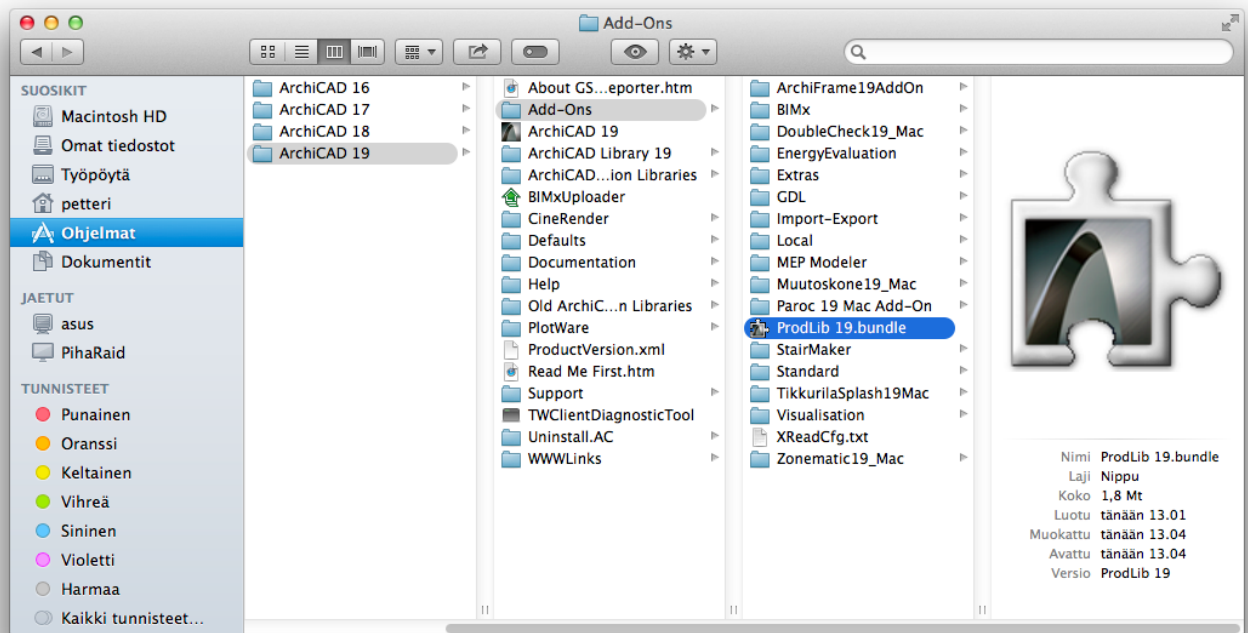 Add-Ons
SUOSIKIT
Macintosh HD
Omat tiedostot
Työpöytä
petteri
Ohjelmat
Dokumentit
JAETUT
asus
PihaRaid
TUNNISTEET
Punainen
Oranssi
Keltainen
Vihreä
Sininen
Violetti
Harmaa
Kaikki tunnisteet...
ArchiCAD 16
ArchiCAD 17
ArchiCAD 18
ArchiCAD 19
About GS...eporter.htm
Add-Ons
ArchiCAD 19
ArchiCAD Library 19
ArchiCAD...ion Libraries
BIMxUploader
CineRender
Defaults
Documentation
Help
Old ArchiC...n Libraries
PlotWare
ProductVersion.xml
Read Me First.htm
Support
TWClientDiagnosticTool
Uninstall.AC
WWWLinks
ArchiFrame19AddOn
BIMx
DoubleCheck19_Mac
EnergyEvaluation
Extras
GDL
Import-Export
Local
MEP Modeler
Muutoskone19_Mac
Paroc 19 Mac Add-On
ProdLib 19.bundle
StairMaker
Standard
TikkurilaSplash19Mac
Visualisation
XReadCfg.txt
Zonematic19_Mac
Nimi ProdLib 19.bundle
Laji Nippu
Koko 1,8 Mt
Luotu tänään 13.01
Muokattu tänään 13.04
Avattu tänään 13.04
Versio ProdLib 19